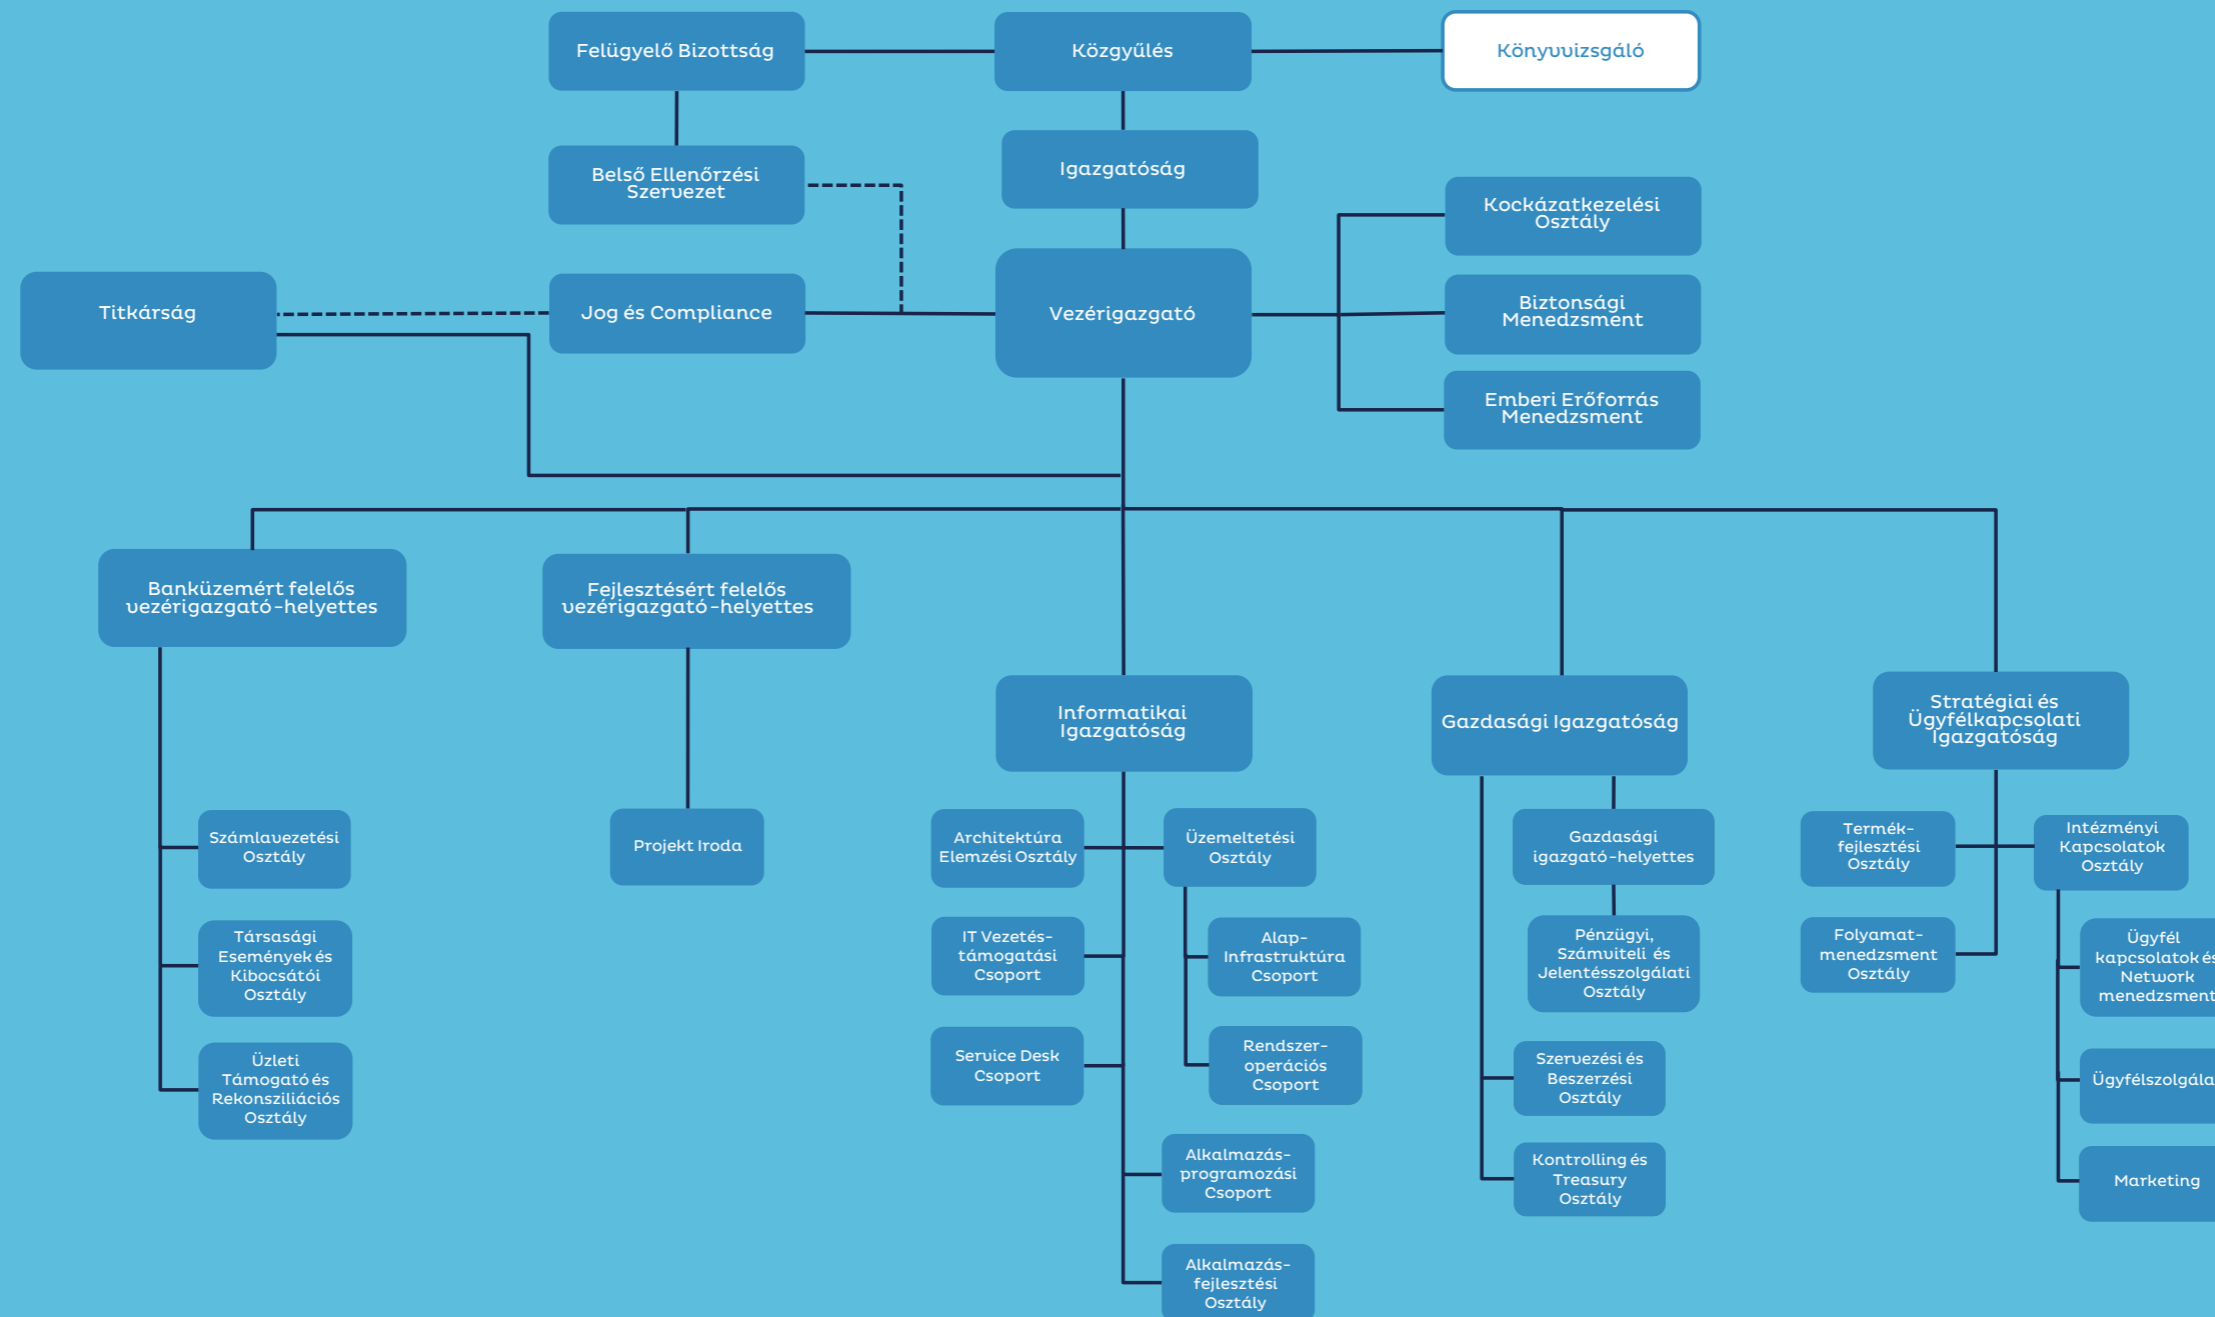 Felügyelő Bizottság
Közgyűlés
Könyvvizsgáló
Belső Ellenőrzési
Szervezet
Igazgatóság
Kockázatkezelési
Osztály
Titkárság
Jog és Compliance
Vezérigazgató
Biztonsági
Menedzsment
Emberi Erőforrás
Menedzsment
Banküzemért felelős
vezérigazgató-helyettes
Fejlesztésért felelős
vezérigazgató-helyettes
Informatikai
Igazgatóság
Gazdasági Igazgatóság
Stratégiai és
Ügyfélkapcsolati
Igazgatóság
Számlavezetési
Osztály
Társasági
Események és
Kibocsátói
Osztály
Üzleti
Támogató és
Rekonsziliációs
Osztály
Projekt Iroda
Architektúra
Elemzési Osztály
IT Vezetés-
támogatási
Csoport
Service Desk
Csoport
Üzemeltetési
Osztály
Alap-
Infrastruktúra
Csoport
Rendszer-
operációs
Csoport
Alkalmazás-
programozási
Csoport
Alkalmazás-
fejlesztési
Osztály
Gazdasági
igazgató-helyettes
Pénzügyi,
Számviteli és
Jelentésszolgálati
Osztály
Szervezési és
Beszerzési
Osztály
Kontrolling és
Treasury
Osztály
Termék-
fejlesztési
Osztály
Folyamat-
menedzsment
Osztály
Intézményi
Kapcsolatok
Osztály
Ügyfél
kapcsolatok és
Network
menedzsment
Ügyfélszolgála
Marketing